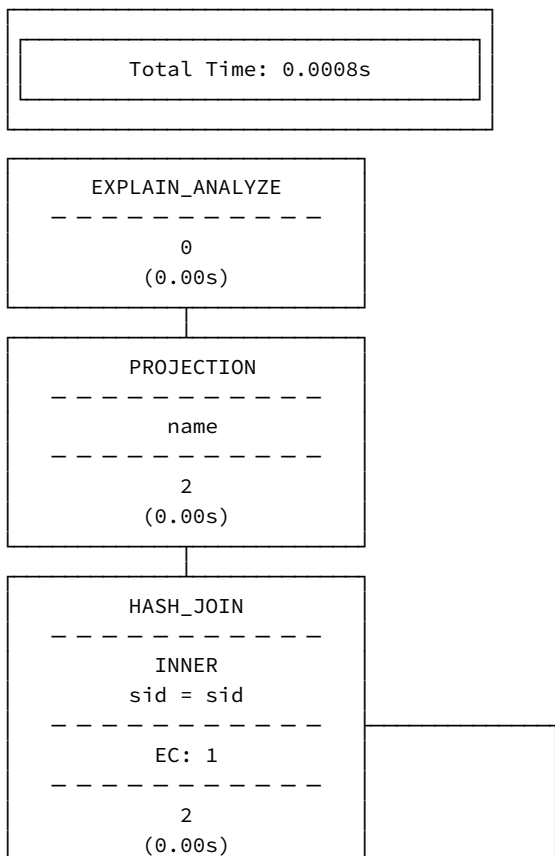 Total Time: 0.0008s
EXPLAIN_ANALYZE
0
(0.00s)
PROJECTION
name
2
(0.00s)
HASH_JOIN
INNER
sid = sid
EC: 1
2
(0.00s)